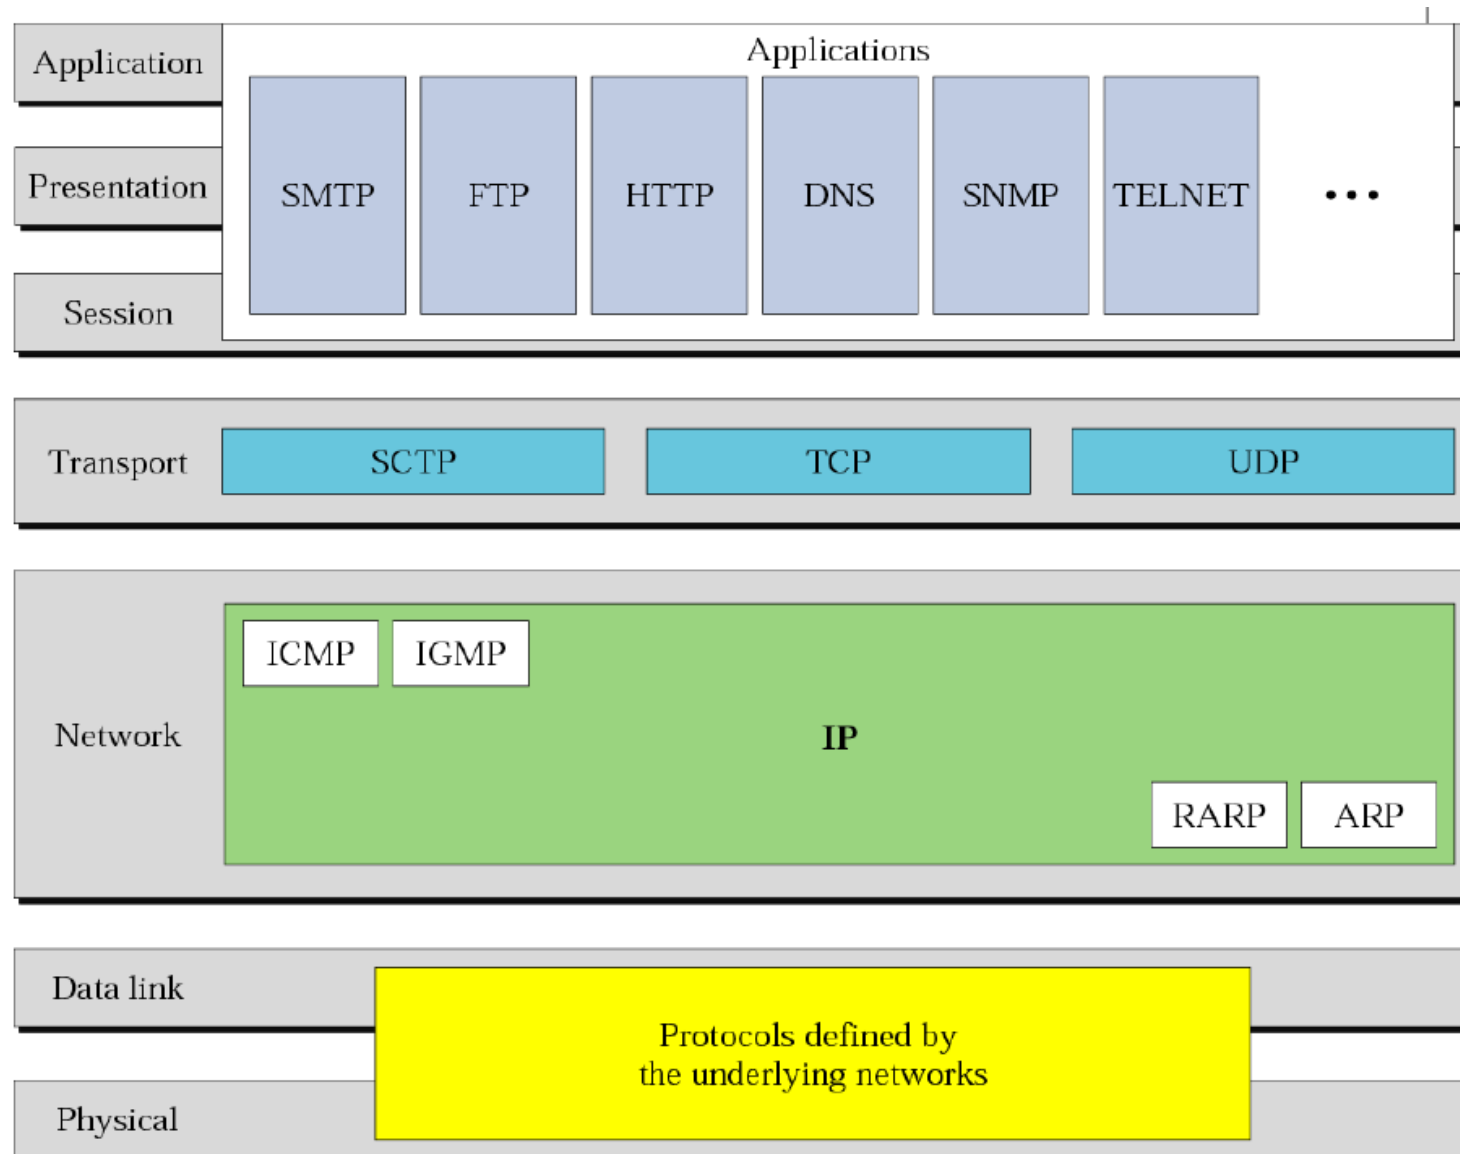 Applications
Application
Presentation
SMTP
FTP
HTTP
DNS
SNMP
TELNET
...
Session
Transport
SCTP
TCP
UDP
ICMP
IGMP
Network
IP
RARP
ARP
Data link
Protocols defined by
the underlying networks
Physical